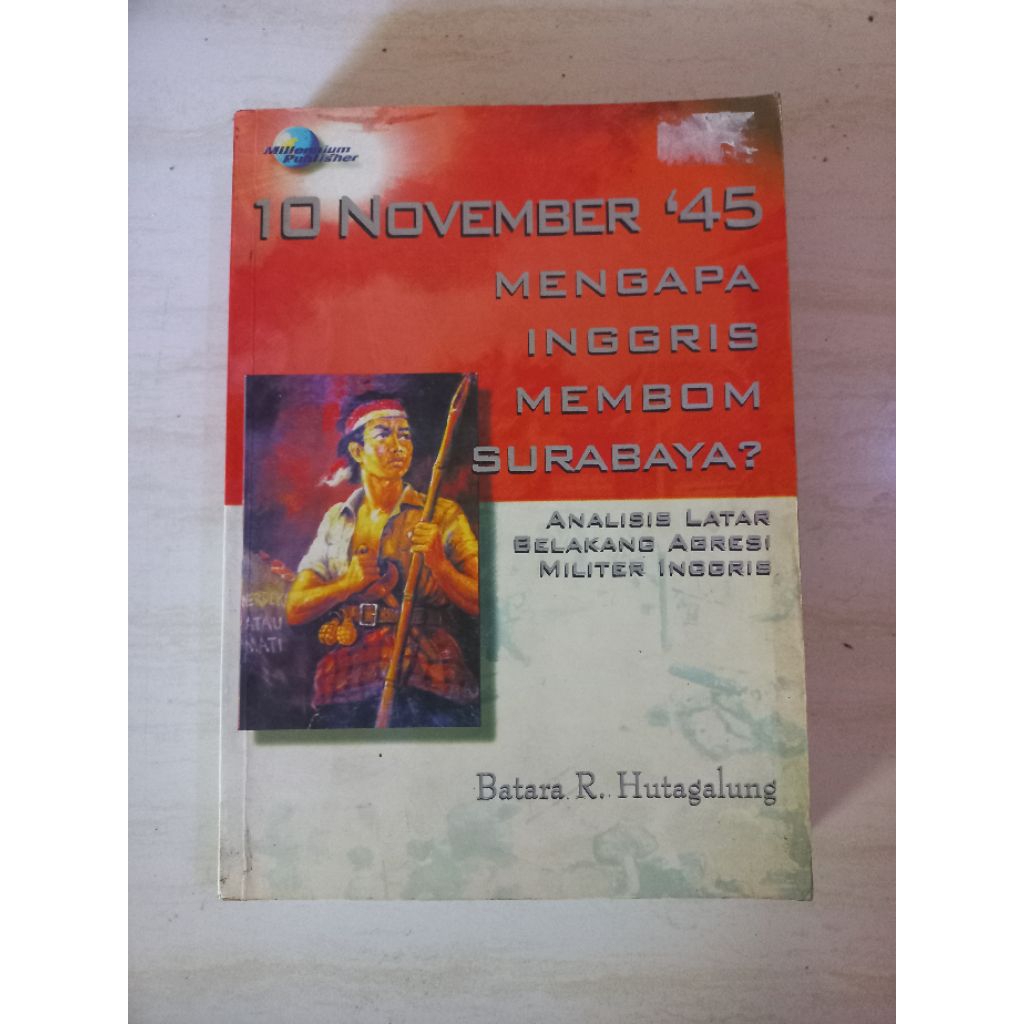 Millennium
Publisher
10 NOVEMBER '45
MENGAPA
INGGRIS
MEMBOM
SURABAYA?
ANALISIS LATAR
BELAKANG AGRESI
MILITER INGGRIS
ATAU
MATI
Batara R. Hutagalung